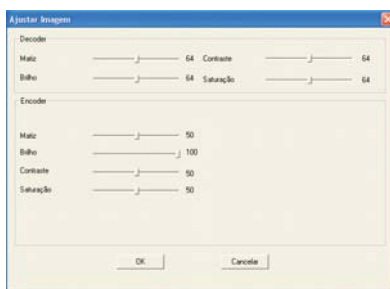 Ajustar Imagem
Decoder
Matiz 64 Contraste 64
Brilho 64 Saturação 64
Encoder
Matiz 50
Brilho 100
Contraste 50
Saturação 50
OK Cancelar